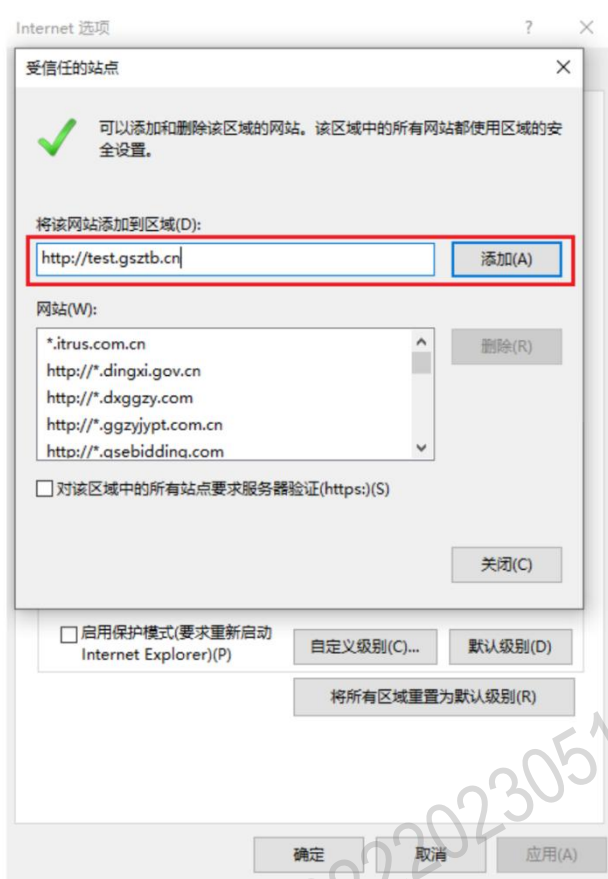 Internet 选项
受信任的站点
可以添加和删除该区域的网站。该区域中的所有网站都使用区域的安
全设置。
将该网站添加到区域(D):
http://test.gsztb.cn 添加(A)
网站(W):
*.itrus.com.cn 删除(R)
http://*.dingxi.gov.cn
http://*.dxggzy.com
http://*.ggzyjypt.com.cn
http://*.gsebidding.com
对该区域中的所有站点要求服务器验证(https:)(S)
关闭(C)
启用保护模式(要求重新启动
Internet Explorer)(P)
自定义级别(C)... 默认级别(D)
将所有区域重置为默认级别(R)
确定 取消 应用(A)